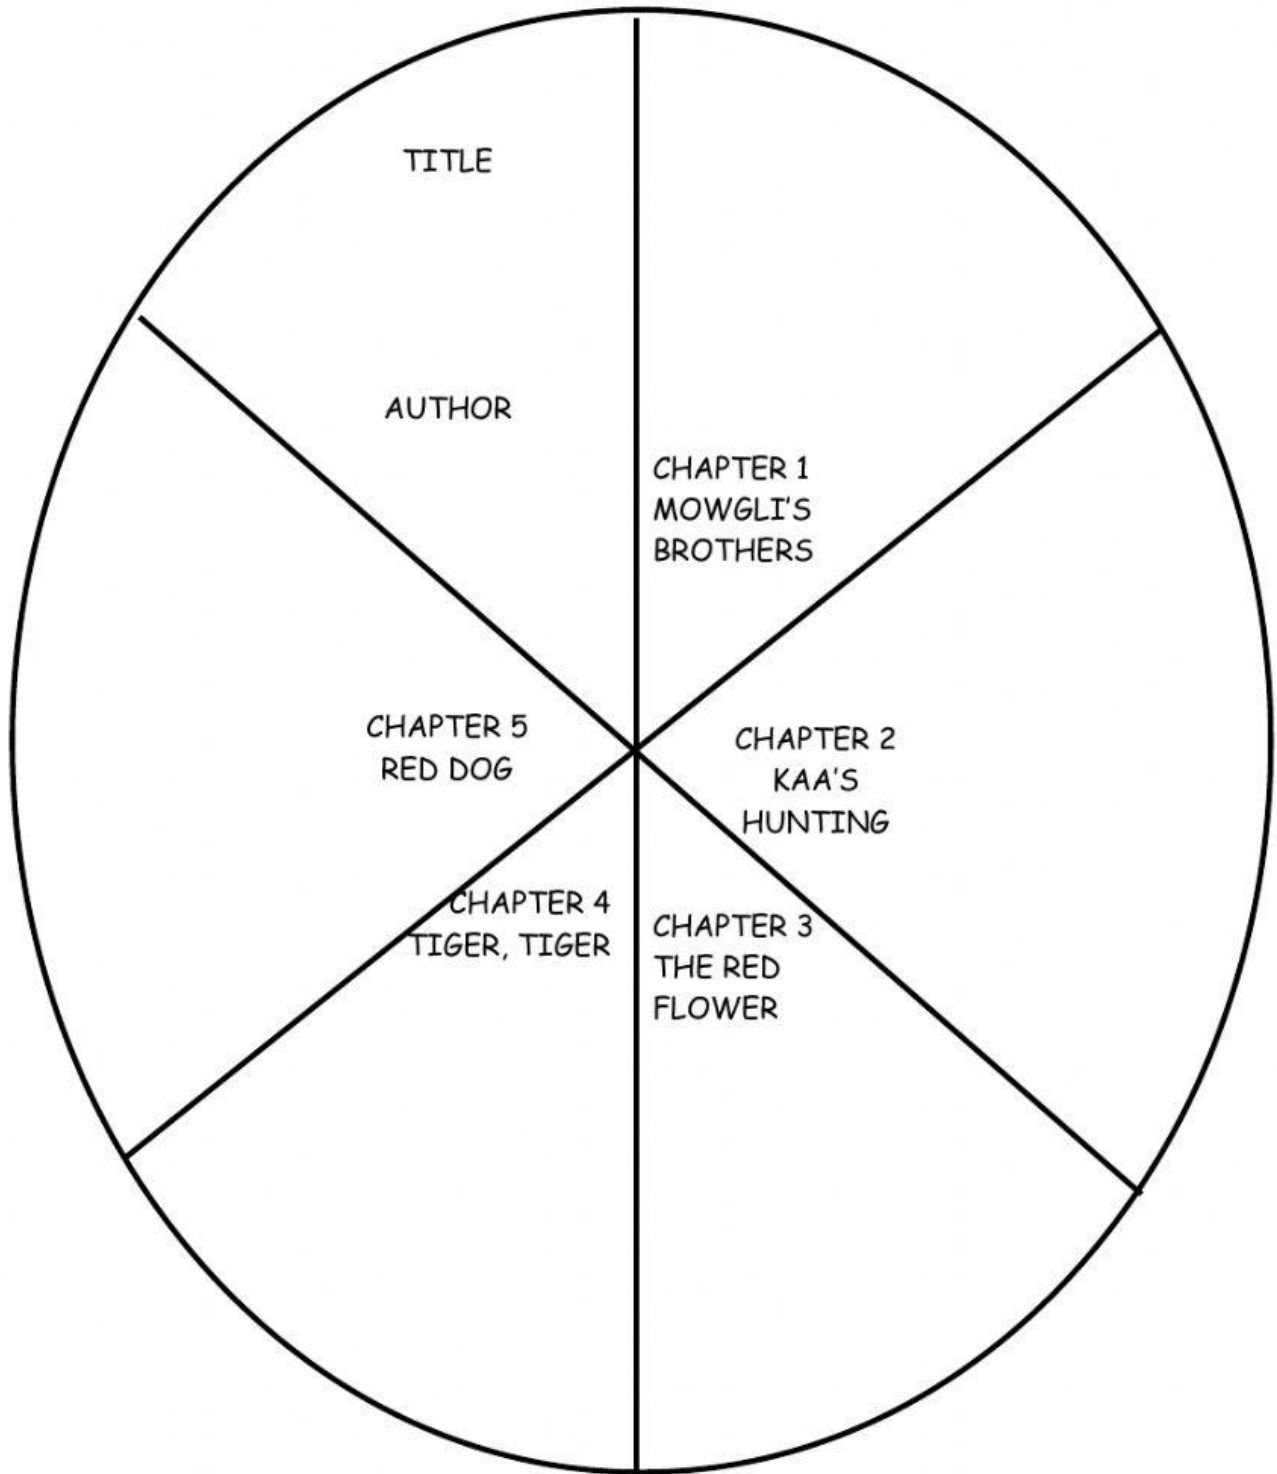 TITLE
AUTHOR
CHAPTER 1
MOWGLI'S
BROTHERS
CHAPTER 2
KAA'S
HUNTING
CHAPTER 3
THE RED
FLOWER
CHAPTER 4
TIGER, TIGER
CHAPTER 5
RED DOG